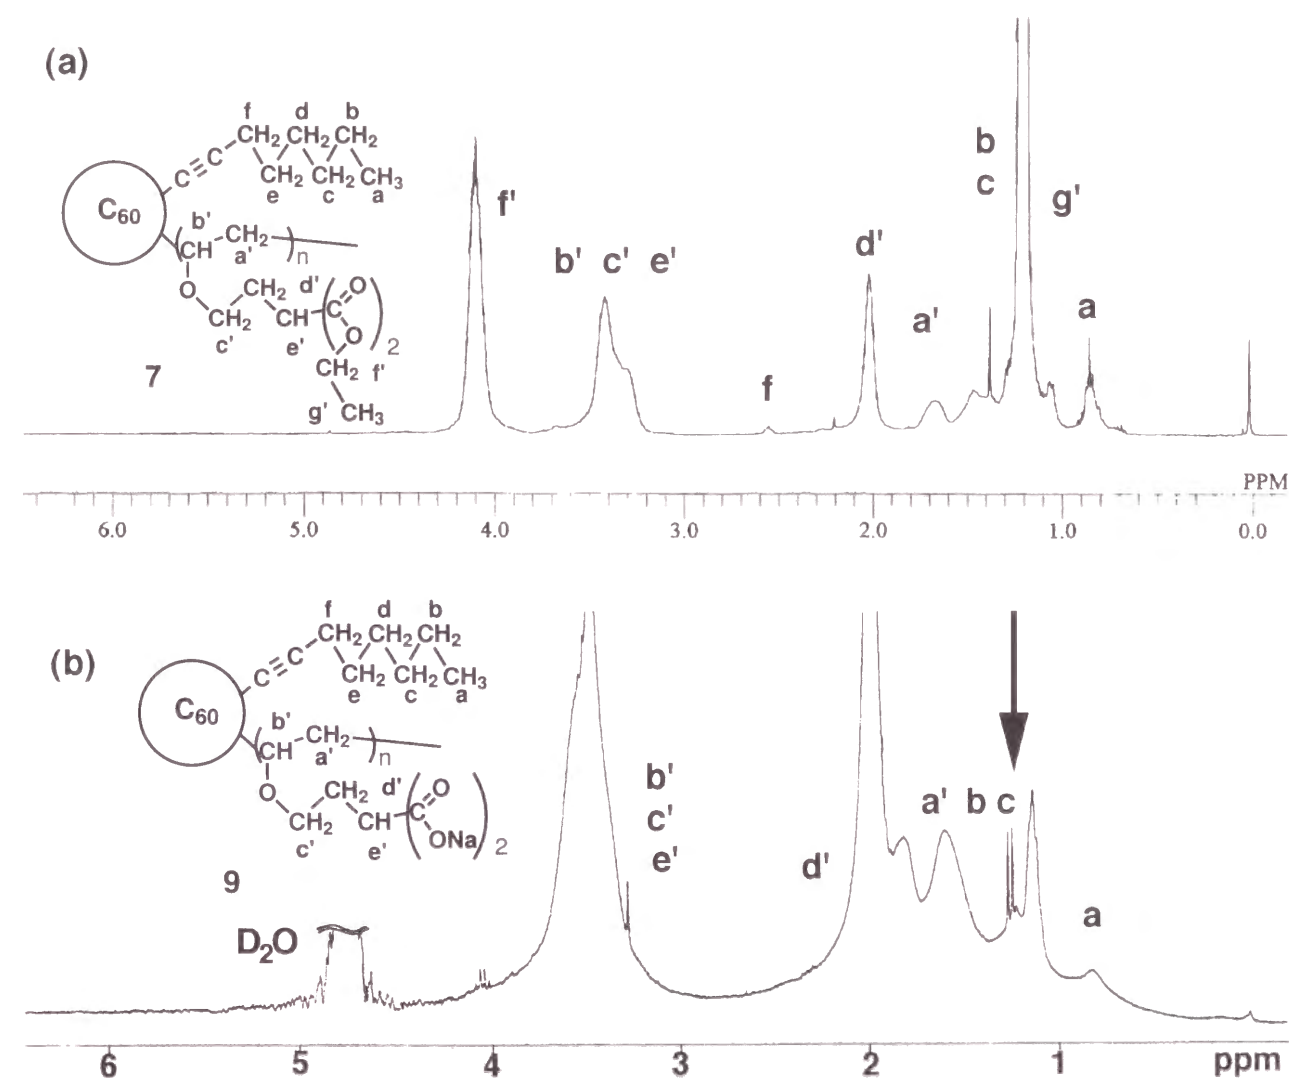 (a)
f d b
CH2 CH2 CH2
C≡C
CH2 CH2 CH3
e c a
C60
b'
( CH CH2 )n
a'
O CH2 d' ( C O )2
CH2 CH O
c' e'
CH2 f'
7
g' CH3
f'
b' c' e'
f
d'
a'
b
c
g'
a
PPM
6.0 5.0 4.0 3.0 2.0 1.0 0.0
(b)
f d b
CH2 CH2 CH2
C≡C
CH2 CH2 CH3
e c a
C60
b'
( CH CH2 )n
a'
O CH2 d' ( C O )2
CH2 CH ONa
c' e'
9
D2O
b'
c'
e'
d'
a' b c
a
6 5 4 3 2 1 ppm